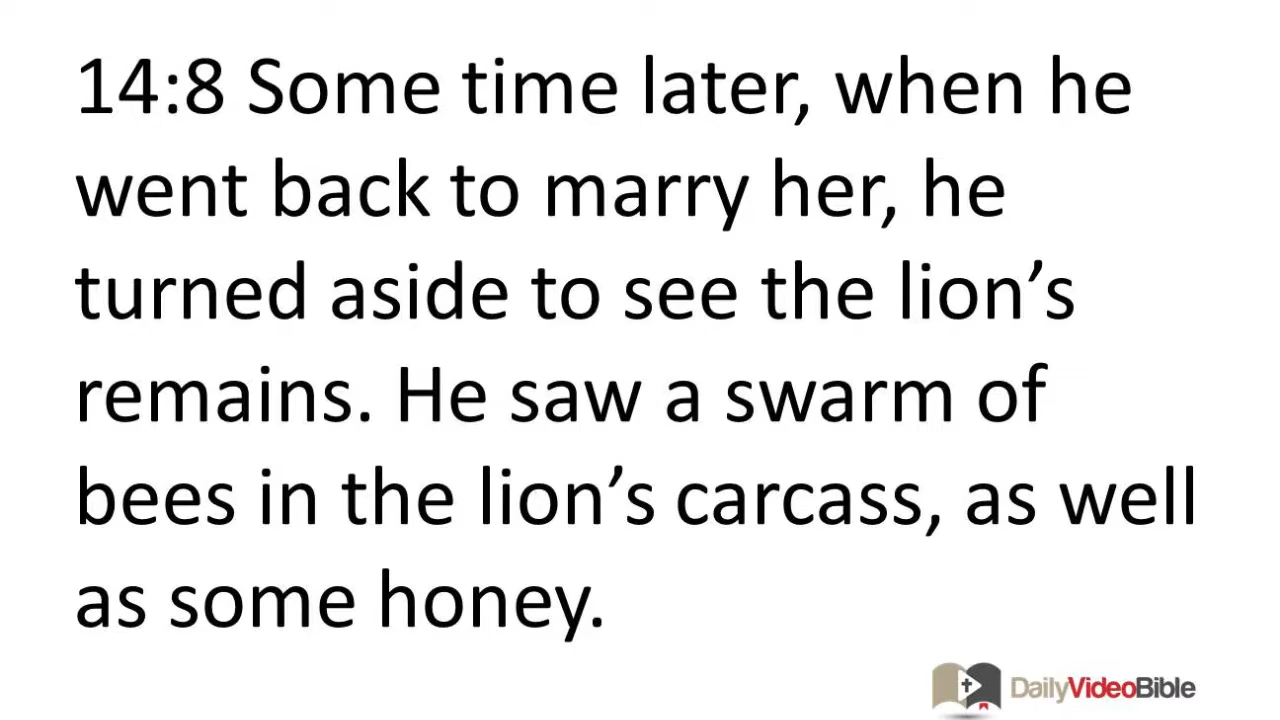 14:8 Some time later, when he
went back to marry her, he
turned aside to see the lion’s
remains. He saw a swarm of
bees in the lion’s carcass, as well
as some honey.
DailyVideoBible